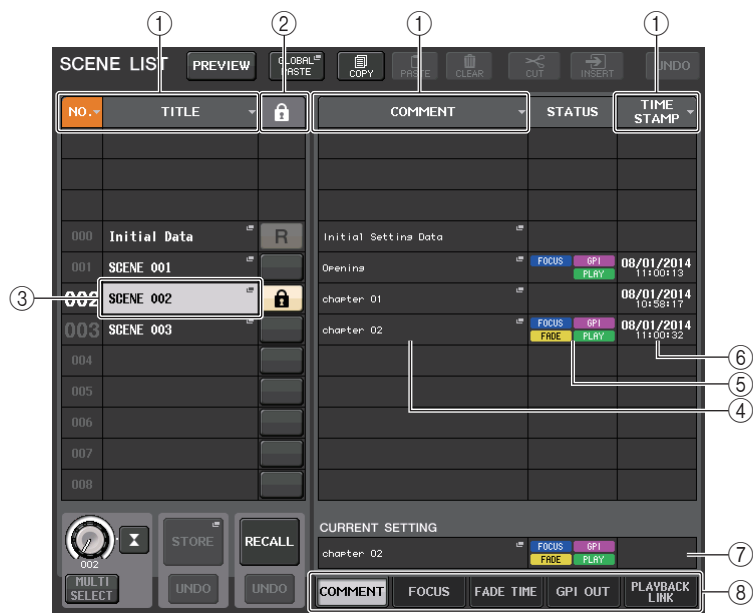 ① ② ① ①
SCENE LIST PREVIEW GLOBAL PASTE COPY PASTE CLEAR CUT INSERT UNDO
NO. TITLE COMMENT STATUS TIME STAMP
000 Initial Data R Initial Setting Data
001 SCENE 001 Opening FOCUS GPI PLAY 08/01/2014 11:00:13
③ 002 SCENE 002 chapter 01 08/01/2014 10:58:17
003 SCENE 003 chapter 02 FOCUS GPI FADE PLAY 08/01/2014 11:00:32
⑥
004
⑤
005
④
006
007
008
CURRENT SETTING
STORE RECALL chapter 02 FOCUS GPI FADE PLAY ⑦
002
MULTI SELECT UNDO UNDO COMMENT FOCUS FADE TIME GPI OUT PLAYBACK LINK ⑧